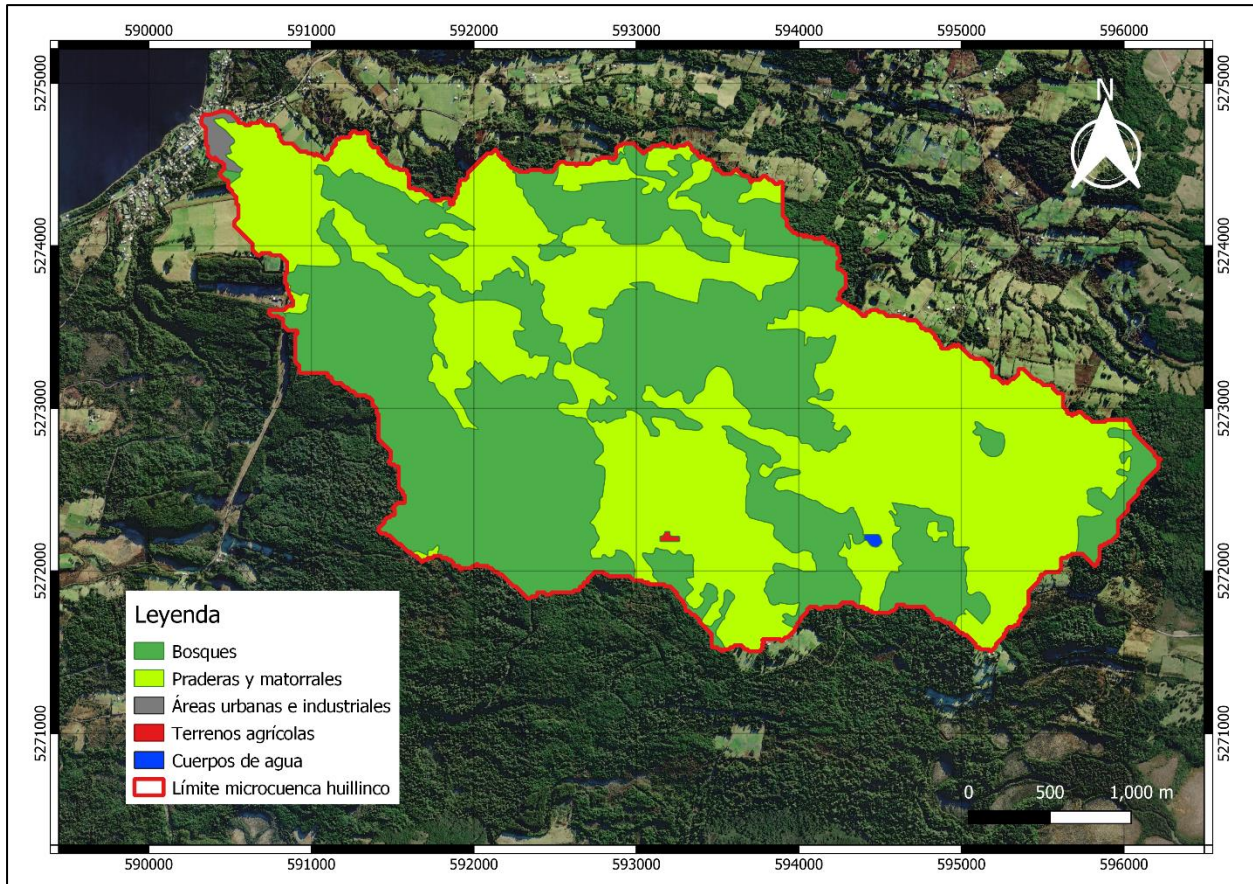 590000 591000 592000 593000 594000 595000 596000
5275000 5275000
N
5274000 5274000
5273000 5273000
5272000 5272000
Leyenda
Bosques
Praderas y matorrales
Áreas urbanas e industriales
Terrenos agrícolas
Cuerpos de agua
Límite microcuenca huillinco
5271000 5271000
0 500 1,000 m
590000 591000 592000 593000 594000 595000 596000